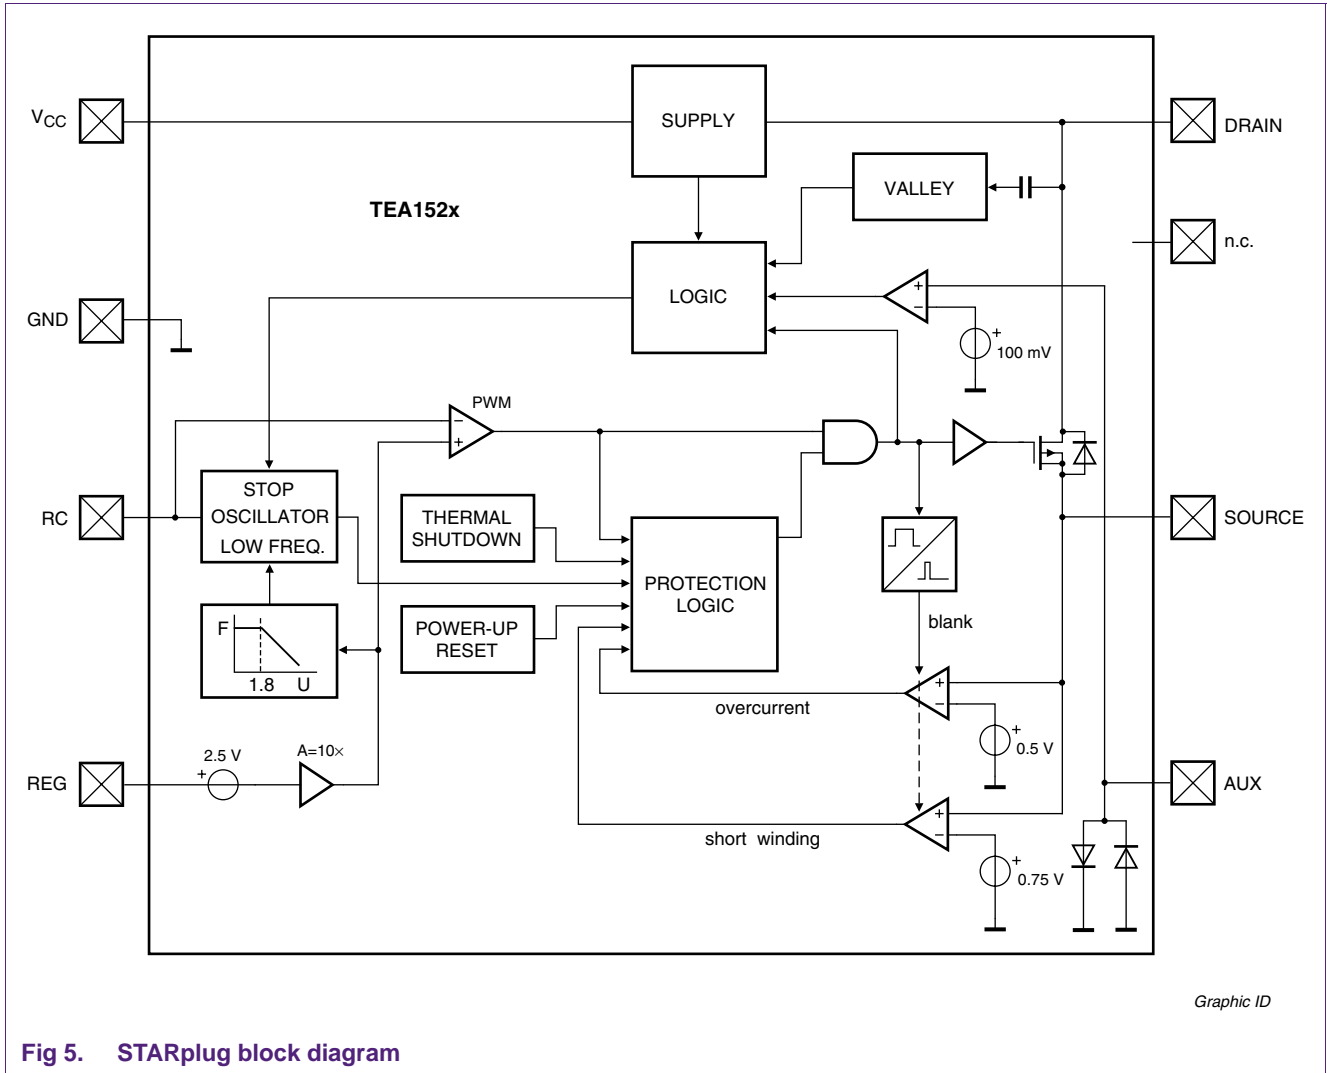 VCC
SUPPLY
DRAIN
VALLEY
TEA152x
n.c.
LOGIC
+
−
+
100 mV
GND
PWM
−
+
STOP
OSCILLATOR
LOW FREQ.
RC
THERMAL
SHUTDOWN
SOURCE
PROTECTION
LOGIC
POWER-UP
RESET
blank
F
1.8 U
overcurrent
+
−
+
0.5 V
2.5 V
+
A=10×
REG
AUX
short winding
+
−
+
0.75 V
Graphic ID
Fig 5. STARplug block diagram